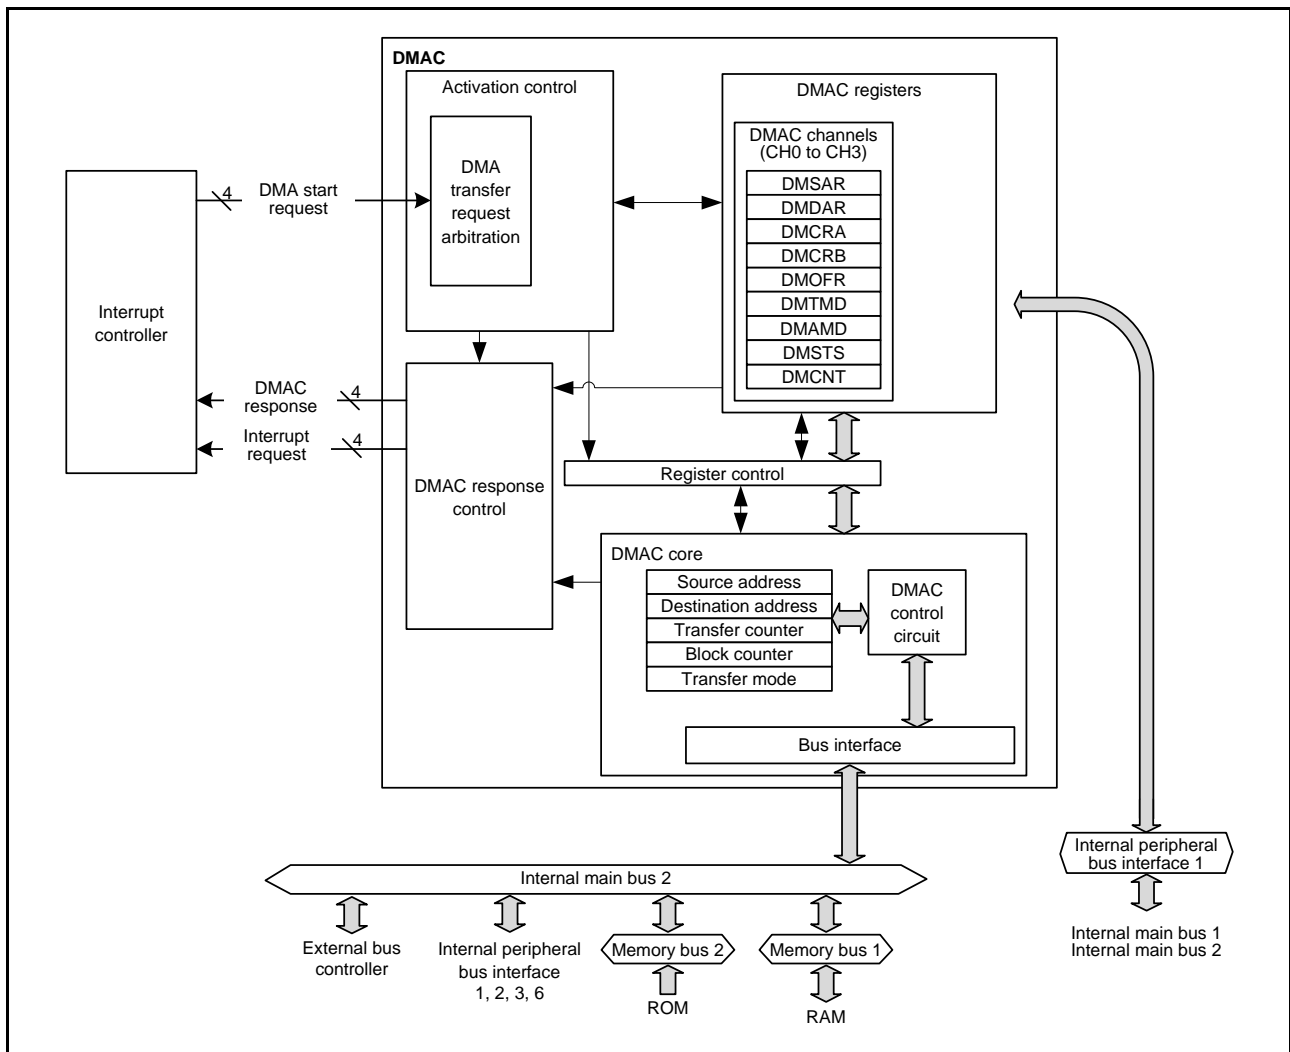 DMAC
Activation control
DMA
transfer
request
arbitration
DMAC registers
DMAC channels
(CH0 to CH3)
DMSAR
DMDAR
DMCRA
DMCRB
DMOFR
DMTMD
DMAMD
DMSTS
DMCNT
Interrupt
controller
4
DMA start
request
DMAC
response
4
Interrupt
request
4
DMAC response
control
Register control
DMAC core
Source address
Destination address
Transfer counter
Block counter
Transfer mode
DMAC
control
circuit
Bus interface
Internal main bus 2
External bus
controller
Internal peripheral
bus interface
1, 2, 3, 6
Memory bus 2
ROM
Memory bus 1
RAM
Internal peripheral
bus interface 1
Internal main bus 1
Internal main bus 2